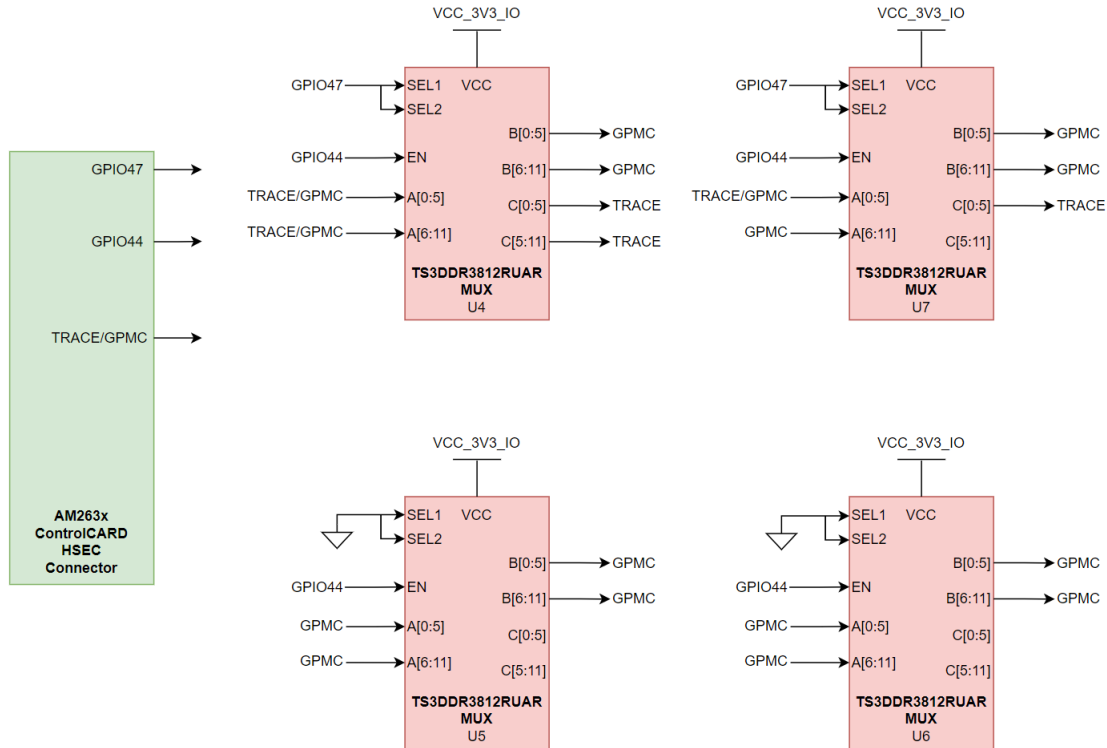 GPIO47
GPIO44
TRACE/GPMC
AM263x
ControlCARD
HSEC
Connector
VCC_3V3_IO
GPIO47
SEL1
VCC
SEL2
B[0:5]
GPMC
GPIO44
EN
B[6:11]
GPMC
TRACE/GPMC
A[0:5]
C[0:5]
TRACE
TRACE/GPMC
A[6:11]
C[5:11]
TRACE
TS3DDR3812RUAR
MUX
U4
VCC_3V3_IO
GPIO47
SEL1
VCC
SEL2
B[0:5]
GPMC
GPIO44
EN
B[6:11]
GPMC
TRACE/GPMC
A[0:5]
C[0:5]
TRACE
GPMC
A[6:11]
C[5:11]
TS3DDR3812RUAR
MUX
U7
VCC_3V3_IO
SEL1
VCC
SEL2
B[0:5]
GPMC
GPIO44
EN
B[6:11]
GPMC
GPMC
A[0:5]
C[0:5]
GPMC
A[6:11]
C[5:11]
TS3DDR3812RUAR
MUX
U5
VCC_3V3_IO
SEL1
VCC
SEL2
B[0:5]
GPMC
GPIO44
EN
B[6:11]
GPMC
GPMC
A[0:5]
C[0:5]
GPMC
A[6:11]
C[5:11]
TS3DDR3812RUAR
MUX
U6